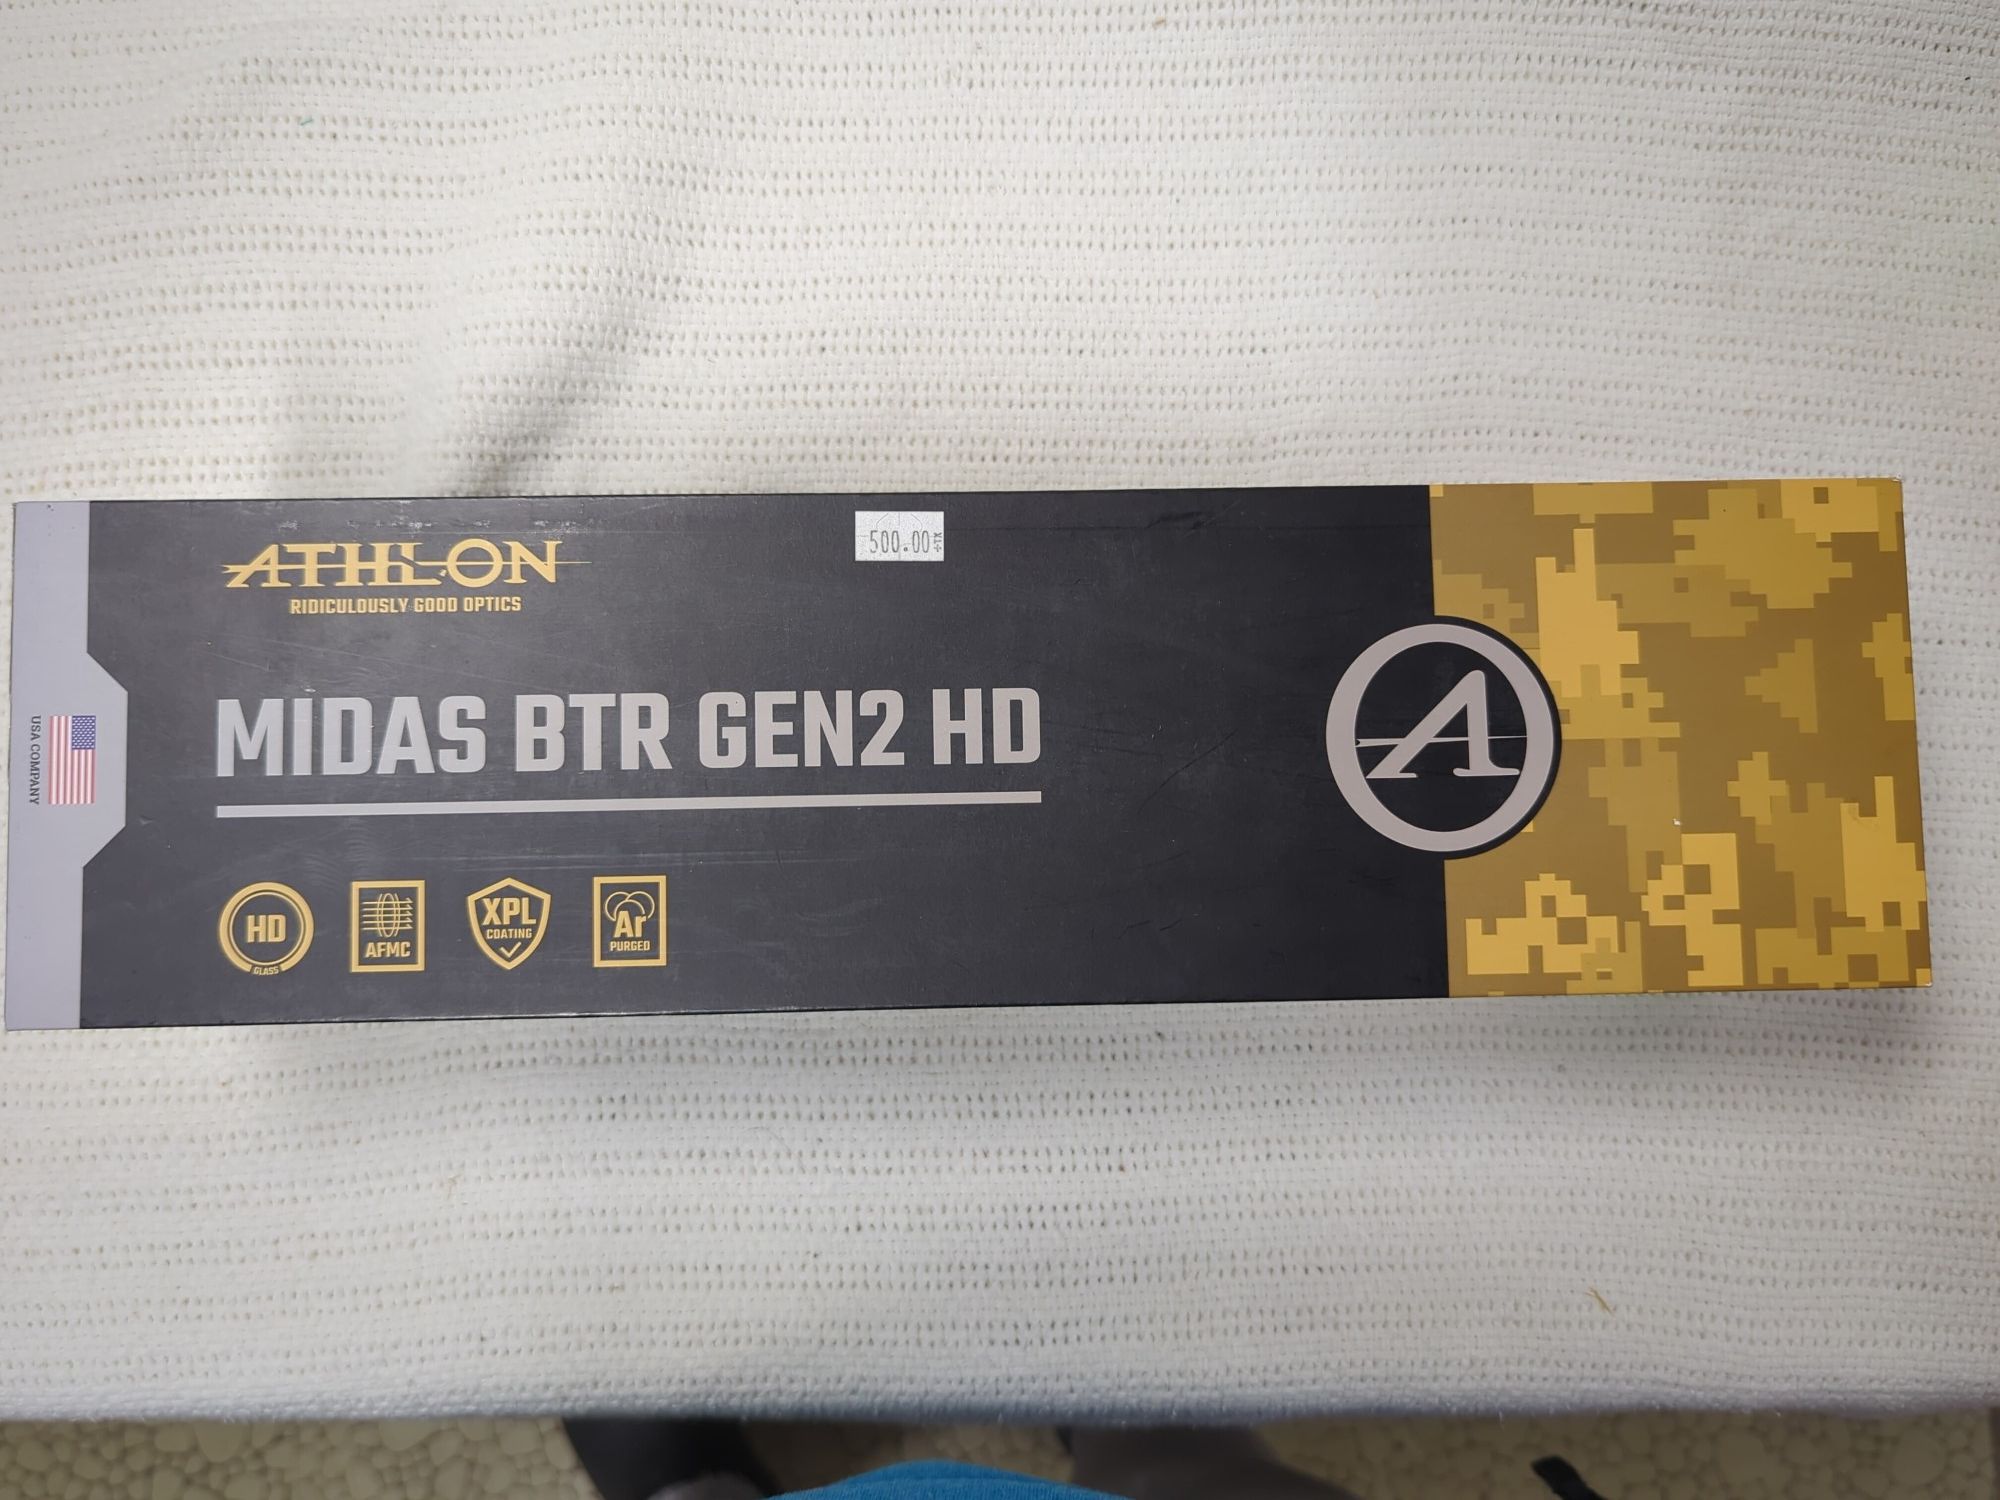 ATHLON
RIDICULOUSLY GOOD OPTICS
500.00+TX
MIDAS BTR GEN2 HD
USA COMPANY
HD
GLASS
AFMC
XPL
COATING
Ar
PURGED
A